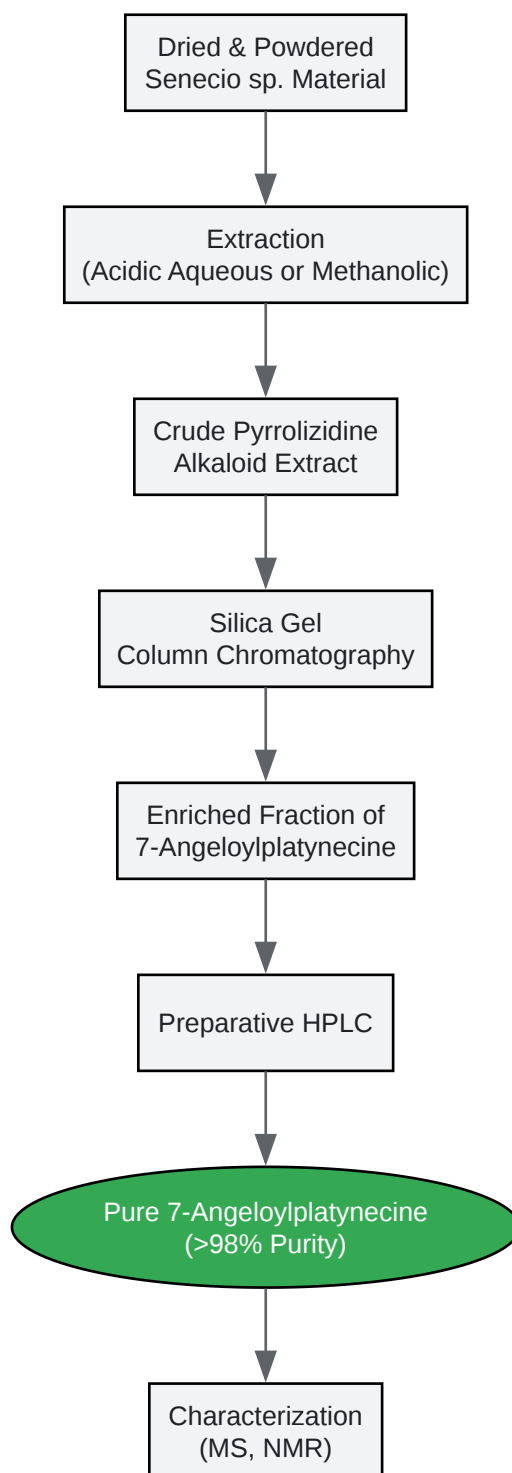 Dried & Powdered
Senecio sp. Material
Extraction
(Acidic Aqueous or Methanolic)
Crude Pyrrolizidine
Alkaloid Extract
Silica Gel
Column Chromatography
Enriched Fraction of
7-Angeloylplatynecine
Preparative HPLC
Pure 7-Angeloylplatynecine
(>98% Purity)
Characterization
(MS, NMR)